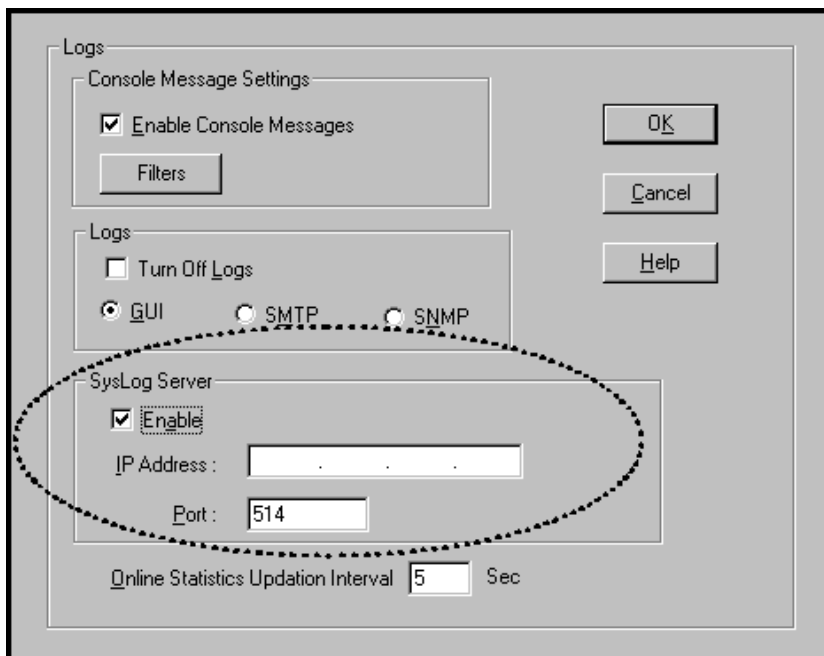 Logs
Console Message Settings
Enable Console Messages
OK
Filters
Cancel
Logs
Turn Off Logs
Help
GUI SMTP SNMP
SysLog Server
Enable
IP Address : . . .
Port : 514
Online Statistics Updation Interval 5 Sec